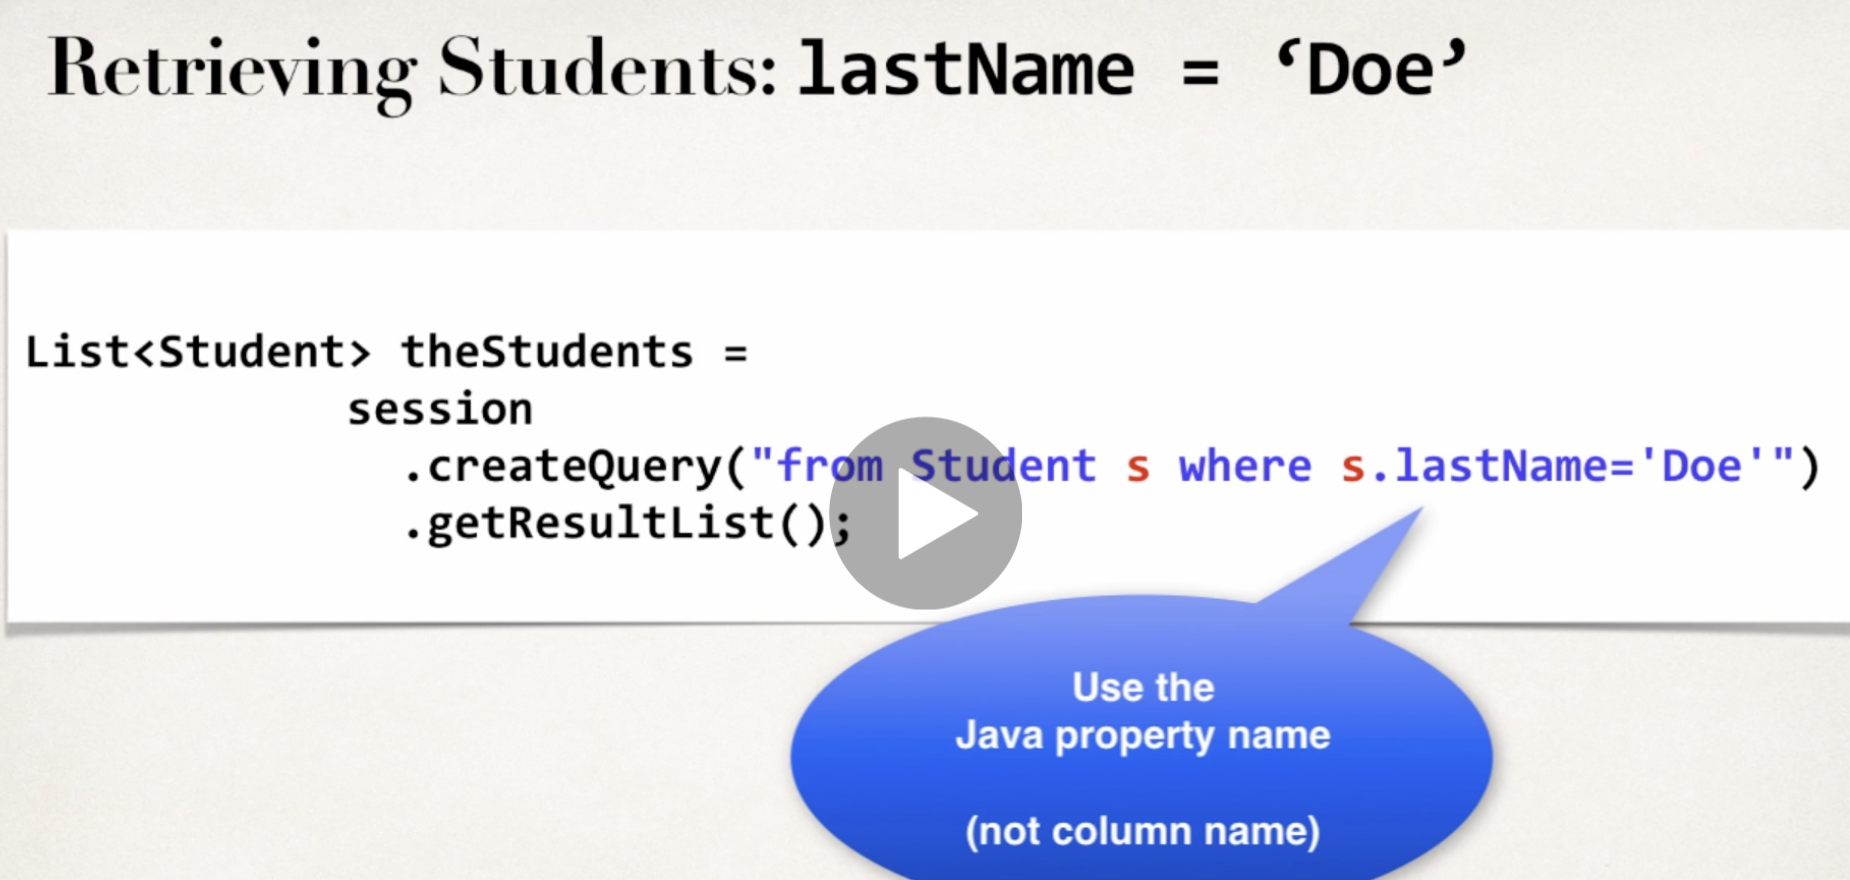 Retrieving Students: lastName = ‘Doe’
List<Student> theStudents =
session
.createQuery("from Student s where s.lastName='Doe'")
.getResultList();
Use the
Java property name
(not column name)